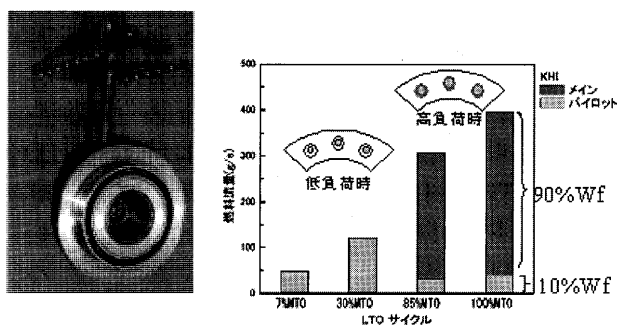 500
400
300
200
100
0
燃料流量(g/s)
低負荷時
高負荷時
KHI
メイン
パイロット
90%Wf
10%Wf
7%MTO
30%MTO
85%MTO
100%MTO
LTO サイクル